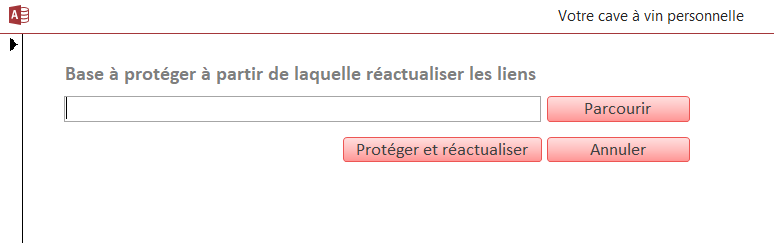 A
Votre cave à vin personnelle
Base à protéger à partir de laquelle réactualiser les liens
Parcourir
Protéger et réactualiser
Annuler